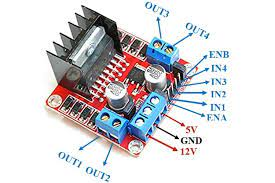 OUT3
OUT4
ENB
IN4
IN3
IN2
IN1
ENA
5V
GND
12V
OUT1
OUT2